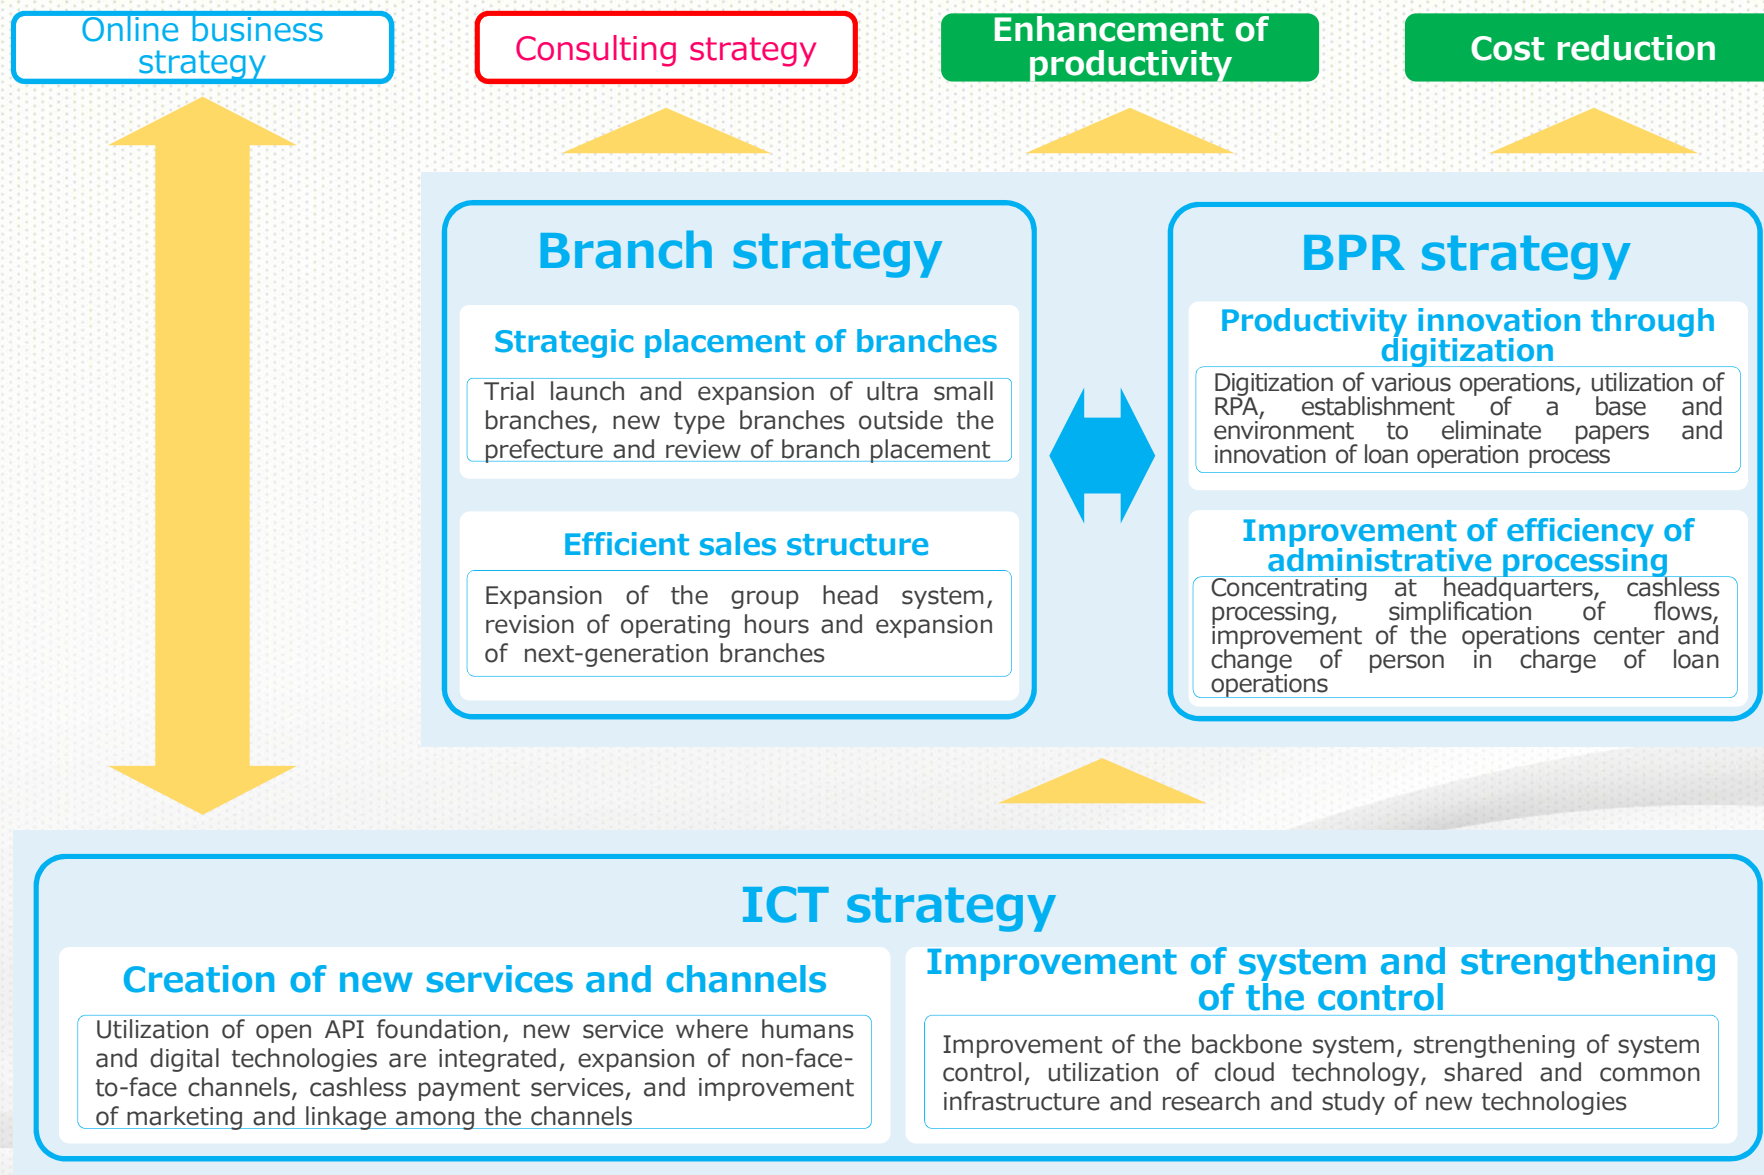 Online business
strategy
Consulting strategy
Enhancement of
productivity
Cost reduction
Branch strategy
Strategic placement of branches
Trial launch and expansion of ultra small
branches, new type branches outside the
prefecture and review of branch placement
Efficient sales structure
Expansion of the group head system,
revision of operating hours and expansion
of next-generation branches
BPR strategy
Productivity innovation through
digitization
Digitization of various operations, utilization of
RPA, establishment of a base and
environment to eliminate papers and
innovation of loan operation process
Improvement of efficiency of
administrative processing
Concentrating at headquarters, cashless
processing, simplification of flows,
improvement of the operations center and
change of person in charge of loan
operations
ICT strategy
Creation of new services and channels
Utilization of open API foundation, new service where humans
and digital technologies are integrated, expansion of non-face-
to-face channels, cashless payment services, and improvement
of marketing and linkage among the channels
Improvement of system and strengthening
of the control
Improvement of the backbone system, strengthening of system
control, utilization of cloud technology, shared and common
infrastructure and research and study of new technologies